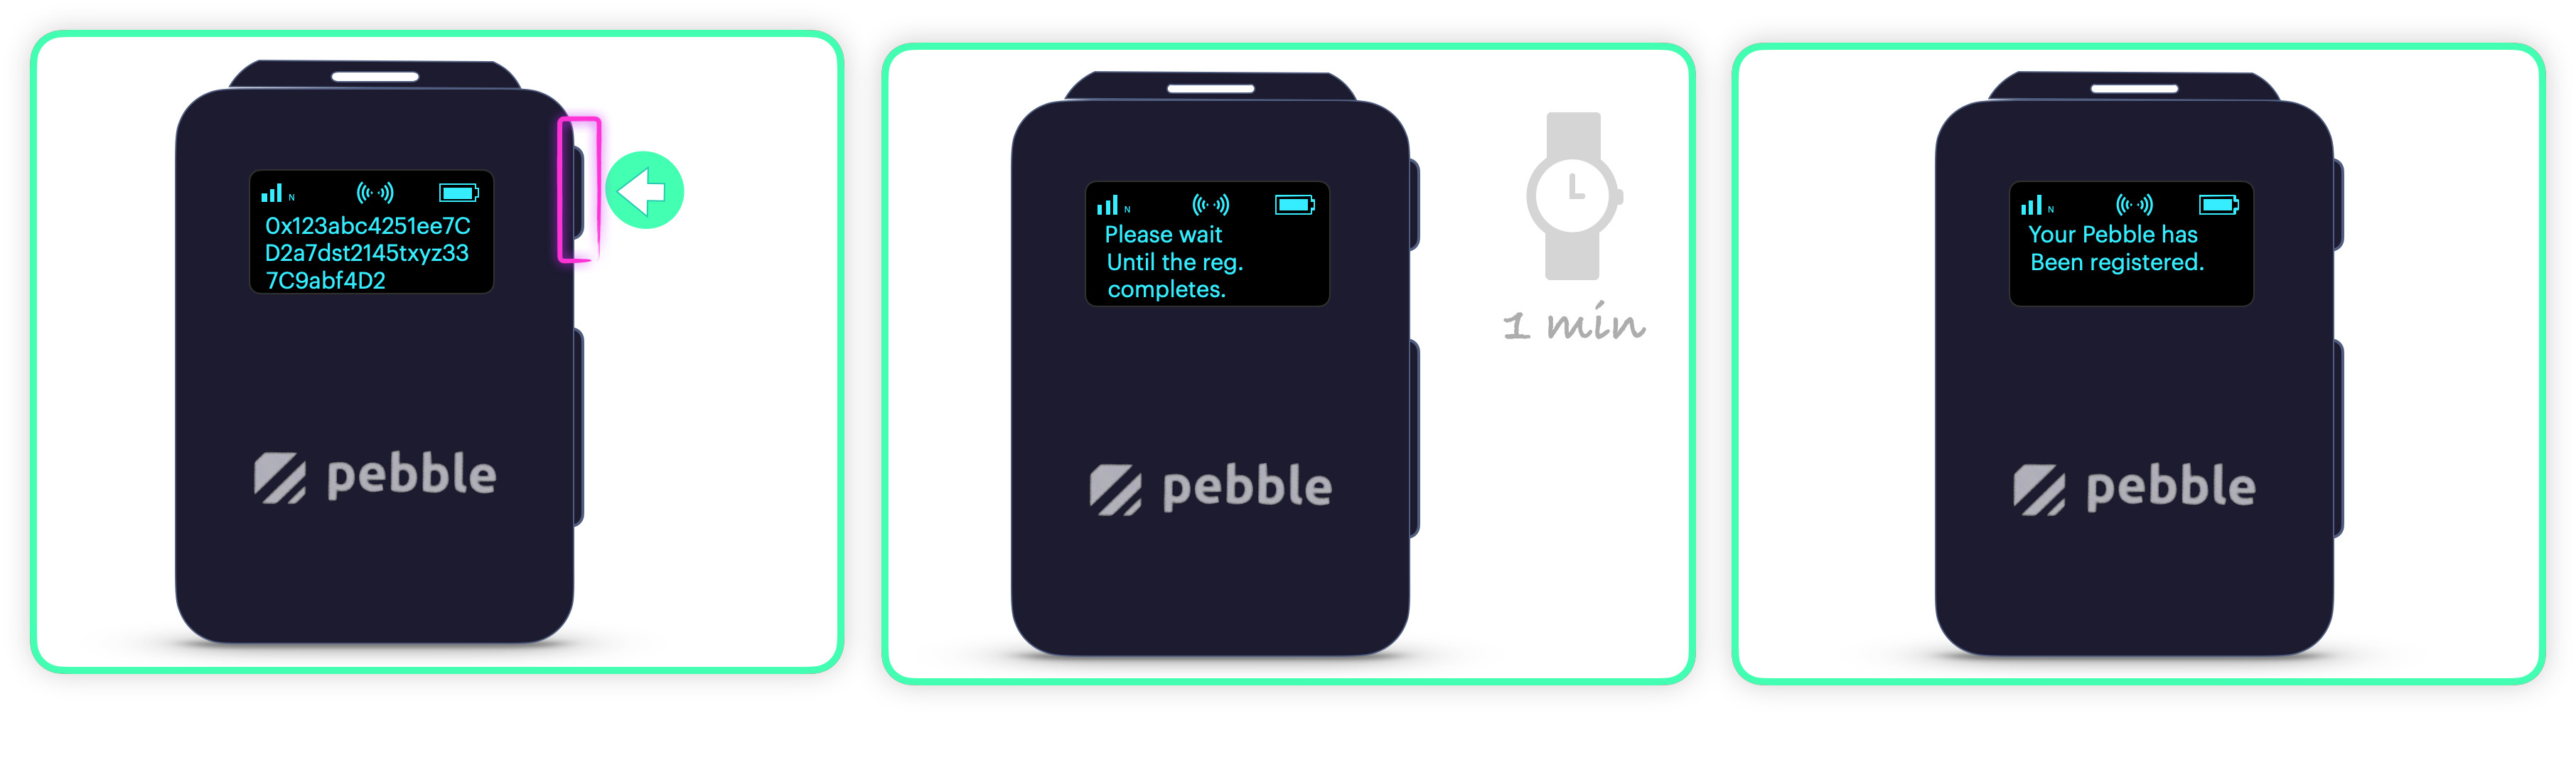 N
0x123abc4251ee7C
D2a7dst2145txyz33
7C9abf4D2
pebble
N
Please wait
Until the reg.
completes.
1 min
pebble
N
Your Pebble has
Been registered.
pebble